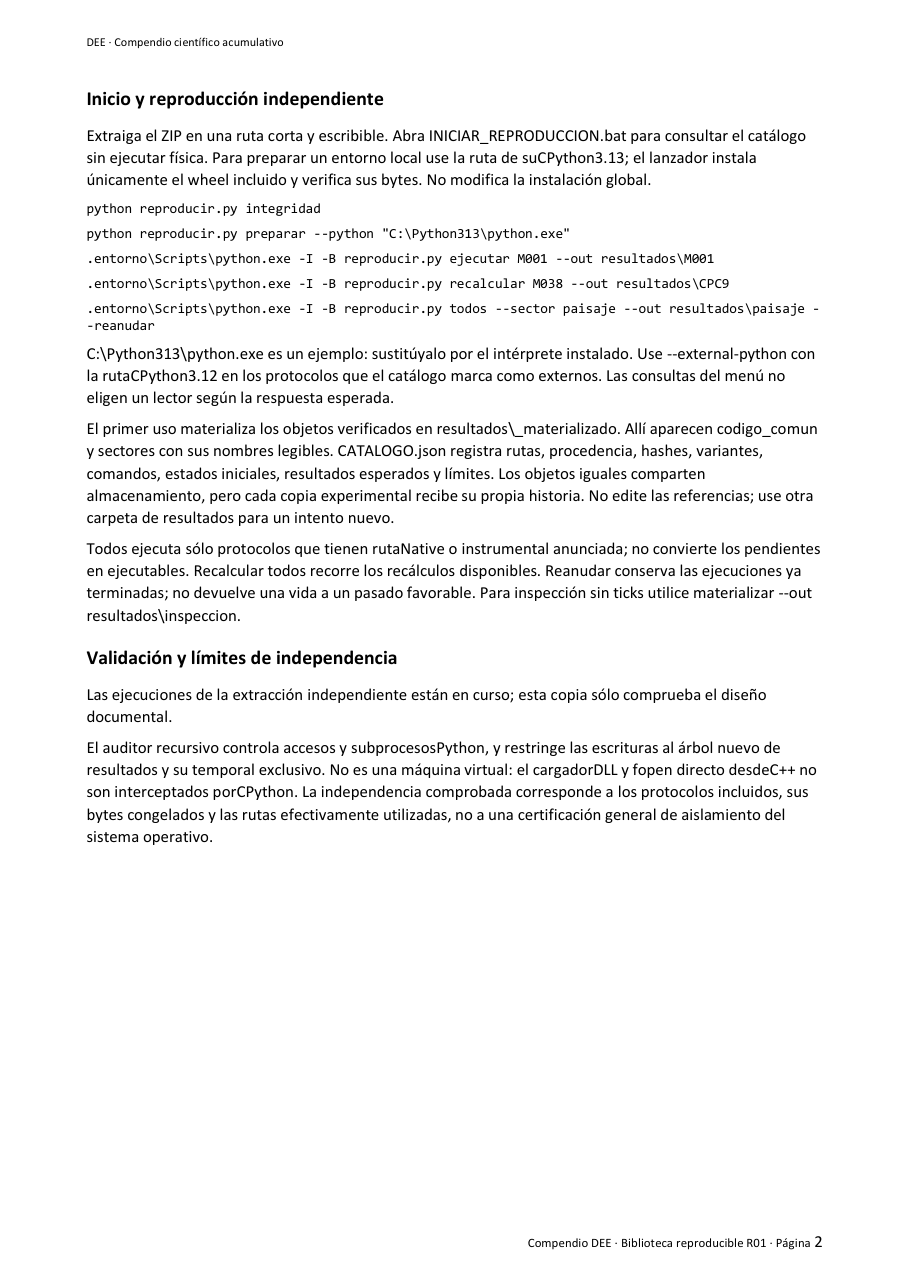 DEE · Compendio científico acumulativo
Inicio y reproducción independiente
Extraiga el ZIP en una ruta corta y escribible. Abra INICIAR_REPRODUCCION.bat para consultar el catálogo
sin ejecutar física. Para preparar un entorno local use la ruta de suCPython3.13; el lanzador instala
únicamente el wheel incluido y verifica sus bytes. No modifica la instalación global.
python reproducir.py integridad
python reproducir.py preparar --python "C:\Python313\python.exe"
.entorno\Scripts\python.exe -I -B reproducir.py ejecutar M001 --out resultados\M001
.entorno\Scripts\python.exe -I -B reproducir.py recalcular M038 --out resultados\CPC9
.entorno\Scripts\python.exe -I -B reproducir.py todos --sector paisaje --out resultados\paisaje -
-reanudar
C:\Python313\python.exe es un ejemplo: sustitúyalo por el intérprete instalado. Use --external-python con
la rutaCPython3.12 en los protocolos que el catálogo marca como externos. Las consultas del menú no
eligen un lector según la respuesta esperada.
El primer uso materializa los objetos verificados en resultados\_materializado. Allí aparecen codigo_comun
y sectores con sus nombres legibles. CATALOGO.json registra rutas, procedencia, hashes, variantes,
comandos, estados iniciales, resultados esperados y límites. Los objetos iguales comparten
almacenamiento, pero cada copia experimental recibe su propia historia. No edite las referencias; use otra
carpeta de resultados para un intento nuevo.
Todos ejecuta sólo protocolos que tienen rutaNative o instrumental anunciada; no convierte los pendientes
en ejecutables. Recalcular todos recorre los recálculos disponibles. Reanudar conserva las ejecuciones ya
terminadas; no devuelve una vida a un pasado favorable. Para inspección sin ticks utilice materializar --out
resultados\inspeccion.
Validación y límites de independencia
Las ejecuciones de la extracción independiente están en curso; esta copia sólo comprueba el diseño
documental.
El auditor recursivo controla accesos y subprocesosPython, y restringe las escrituras al árbol nuevo de
resultados y su temporal exclusivo. No es una máquina virtual: el cargadorDLL y fopen directo desdeC++ no
son interceptados porCPython. La independencia comprobada corresponde a los protocolos incluidos, sus
bytes congelados y las rutas efectivamente utilizadas, no a una certificación general de aislamiento del
sistema operativo.
Compendio DEE · Biblioteca reproducible R01 · Página 2